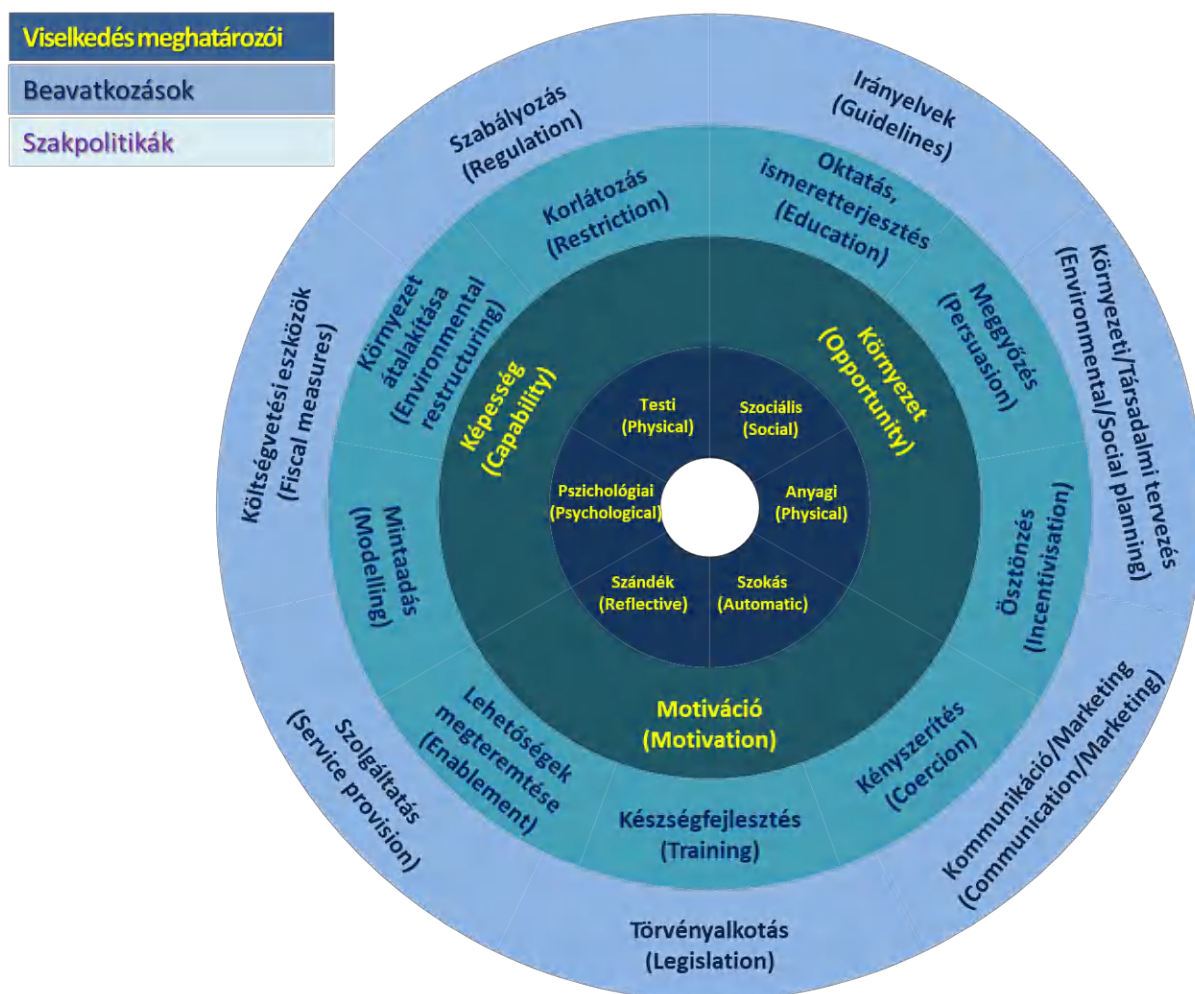 Viselkedés meghatározói
Beavatkozások
Szakpolitikák
Szabályozás
(Regulation)
Irányelvek
(Guidelines)
Környezeti/Társadalmi tervezés
(Environmental/Social planning)
Kommunikáció/Marketing
(Communication/Marketing)
Törvényalkotás
(Legislation)
Szolgáltatás
(Service provision)
Költségvetési eszközök
(Fiscal measures)
Korlátozás
(Restriction)
Oktatás,
ismeretterjesztés
(Education)
Meggyőzés
(Persuasion)
Ösztönzés
(Incentivisation)
Kényszerítés
(Coercion)
Készségfejlesztés
(Training)
Lehetőségek
megteremtése
(Enablement)
Mintaadás
(Modelling)
Környezet
átalakítása
(Environmental
restructuring)
Képesség
(Capability)
Környezet
(Opportunity)
Motiváció
(Motivation)
Testi
(Physical)
Szociális
(Social)
Anyagi
(Physical)
Szokás
(Automatic)
Szándék
(Reflective)
Pszichológiai
(Psychological)